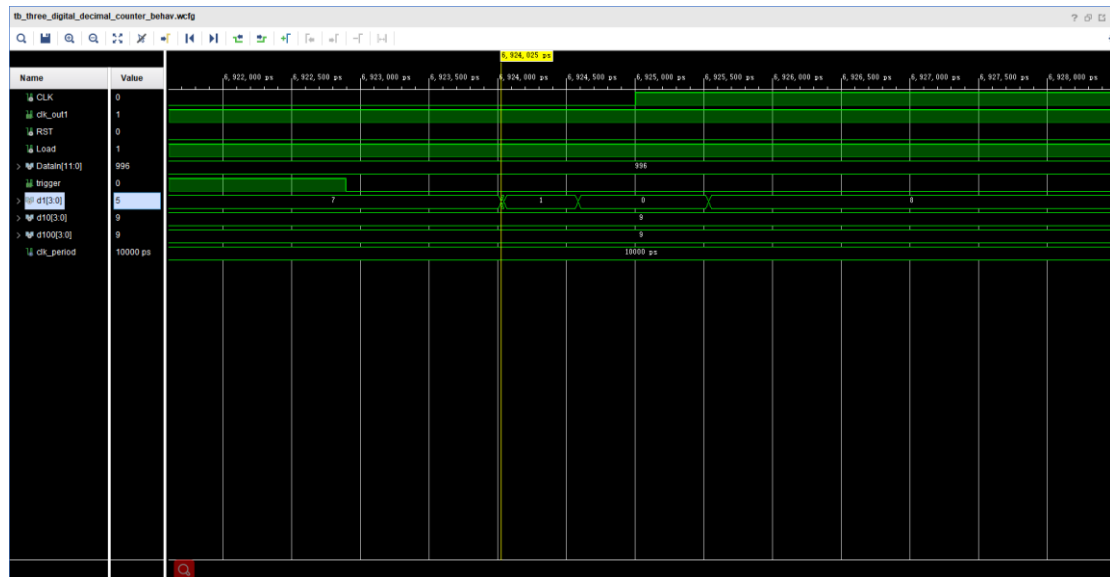 tb_three_digital_decimal_counter_behav.wcfg
6,924,025 ps
Name Value 6,922,000 ps 6,922,500 ps 6,923,000 ps 6,923,500 ps 6,924,000 ps 6,924,500 ps 6,925,000 ps 6,925,500 ps 6,926,000 ps 6,926,500 ps 6,927,000 ps 6,927,500 ps 6,928,000 ps
CLK 0
clk_out1 1
RST 0
Load 1
DataIn[11:0] 996 996
trigger 0
d1[3:0] 5 7 1 0
d10[3:0] 9 9
d100[3:0] 9 9
clk_period 10000 ps 10000 ps